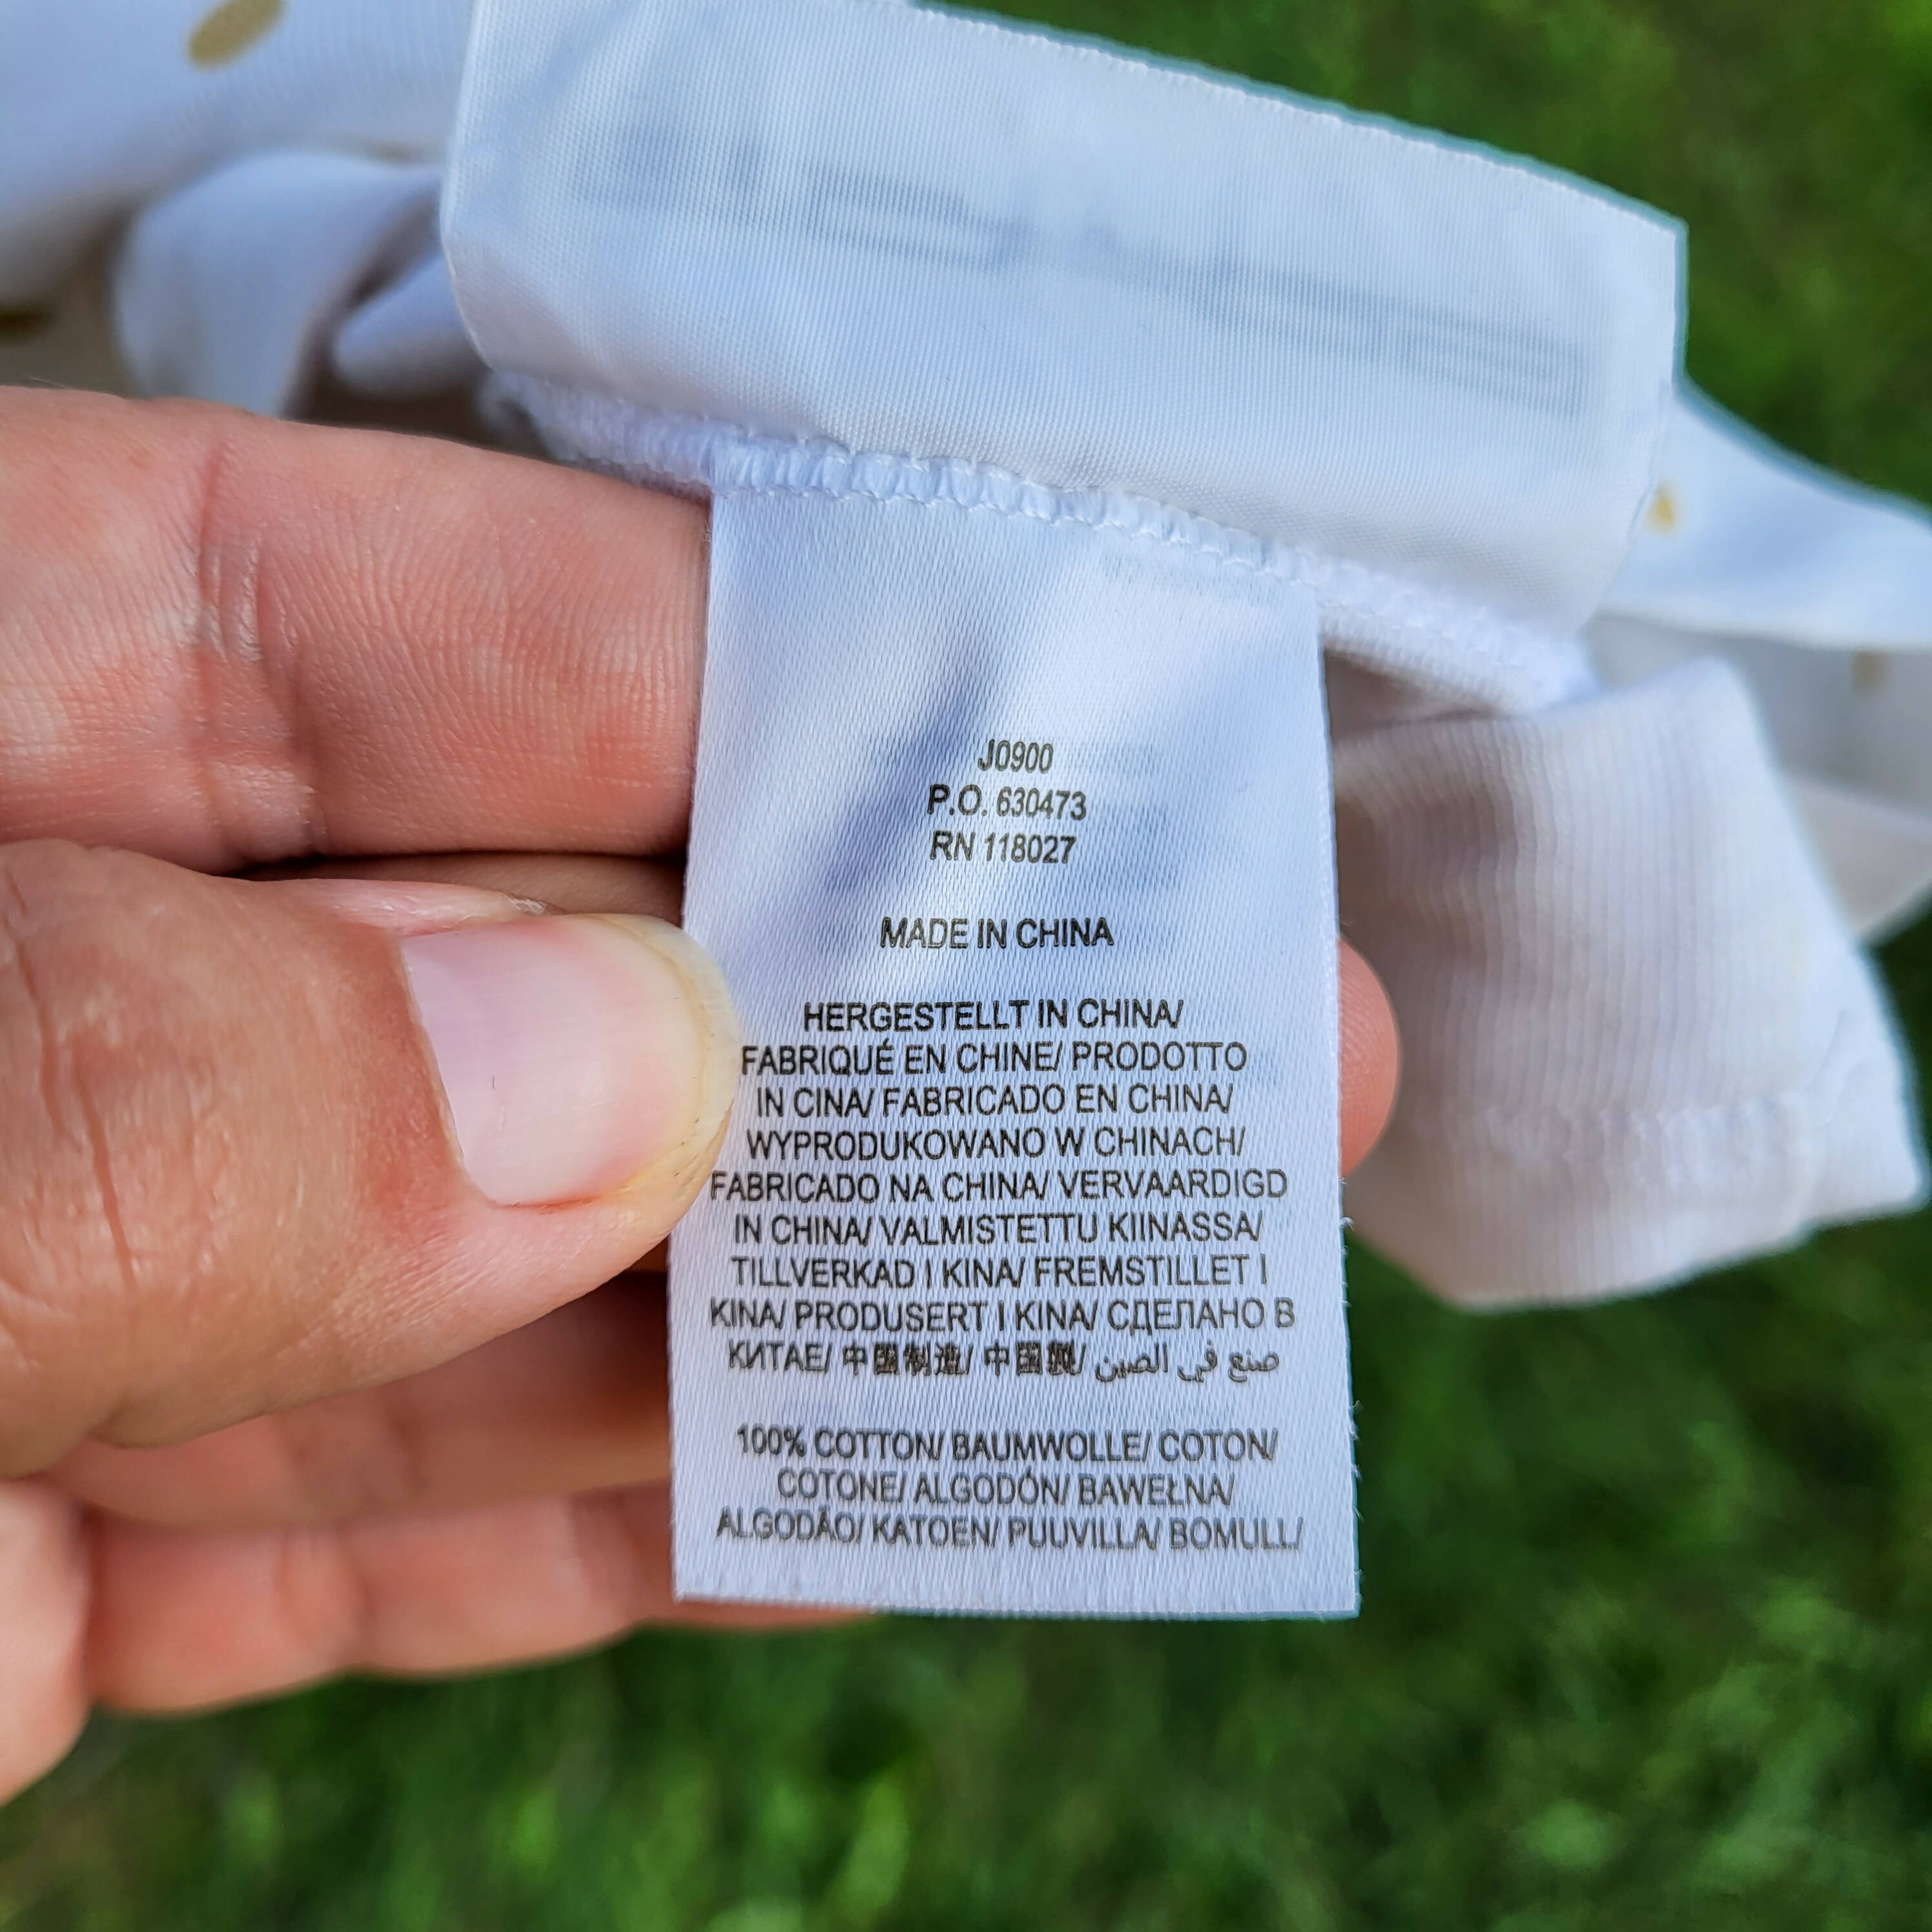 J0900
P.O. 630473
RN 118027
MADE IN CHINA
HERGESTELLT IN CHINA/
FABRIQUÉ EN CHINE/ PRODOTTO
IN CINA/ FABRICADO EN CHINA/
WYPRODUKOWANO W CHINACH/
FABRICADO NA CHINA/ VERVAARDIGD
IN CHINA/ VALMISTETTU KIINASSA/
TILLVERKAD I KINA/ FREMSTILLET I
KINA/ PRODUSERT I KINA/ СДЕЛАНО В
КИТАЕ/ 中国制造/ 中国製/ صنع في الصين
100% COTTON/ BAUMWOLLE/ COTON/
COTONE/ ALGODÓN/ BAWEŁNA/
ALGODÃO/ KATOEN/ PUUVILLA/ BOMULL/